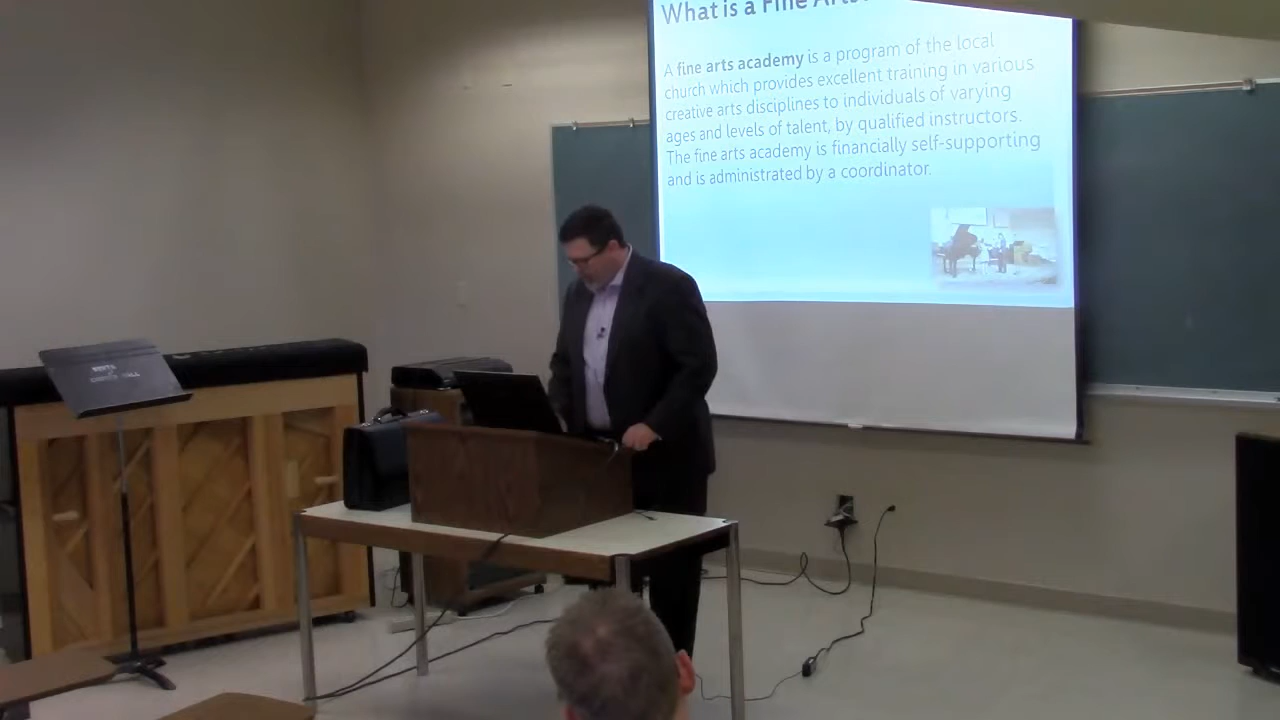 What is a Fine Arts
A fine arts academy is a program of the local
church which provides excellent training in various
creative arts disciplines to individuals of varying
ages and levels of talent, by qualified instructors.
The fine arts academy is financially self-supporting
and is administrated by a coordinator.